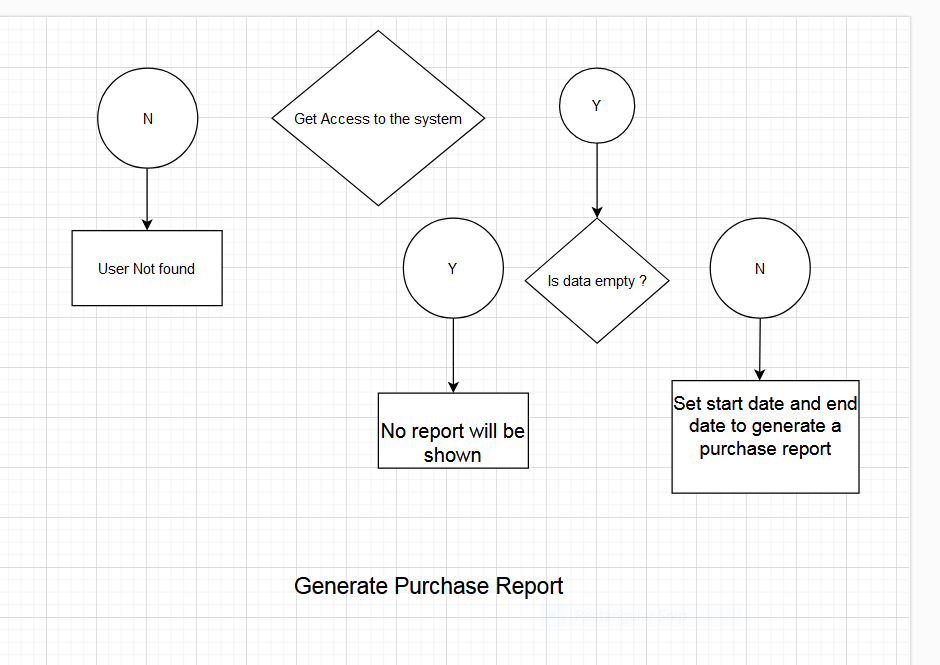 N
Get Access to the system
Y
User Not found
Y
Is data empty ?
N
No report will be
shown
Set start date and end
date to generate a
purchase report
Generate Purchase Report